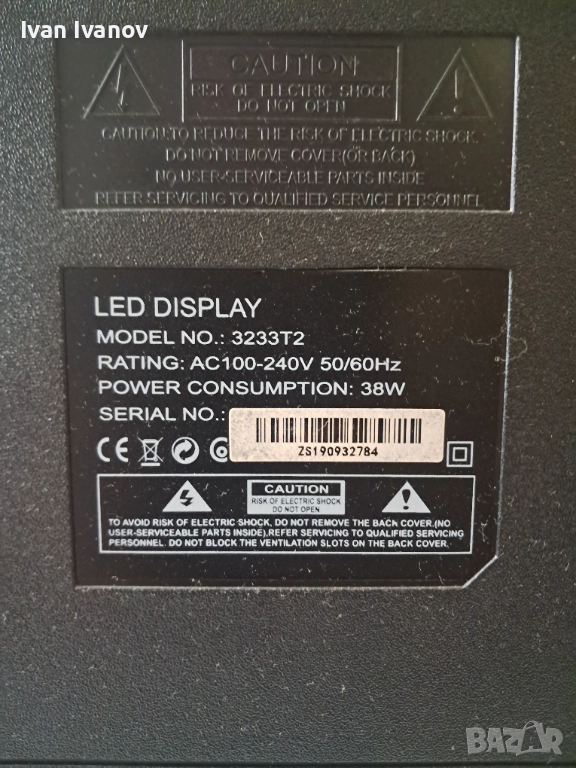 Ivan Ivanov
CAUTION
RISK OF ELECTRIC SHOCK
DO NOT OPEN
CAUTION:TO REDUCE THE RISK OF ELECTRIC SHOCK,
DO NOT REMOVE COVER(OR BACK)
NO USER-SERVICEABLE PARTS INSIDE
REFER SERVICING TO QUALIFIED SERVICE PERSONNEL
LED DISPLAY
MODEL NO.: 3233T2
RATING: AC100-240V 50/60Hz
POWER CONSUMPTION: 38W
SERIAL NO.:
ZS190932784
CE
CAUTION
RISK OF ELECTRIC SHOCK
DO NOT OPEN
TO AVOID RISK OF ELECTRIC SHOCK, DO NOT REMOVE THE BACK COVER.(NO
USER-SERVICEABLE PARTS INSIDE),REFER SERVICING TO QUALIFIED SERVICING
PERSONNEL. DO NOT BLOCK THE VENTILATION SLOTS ON THE BACK COVER.
BAZAR